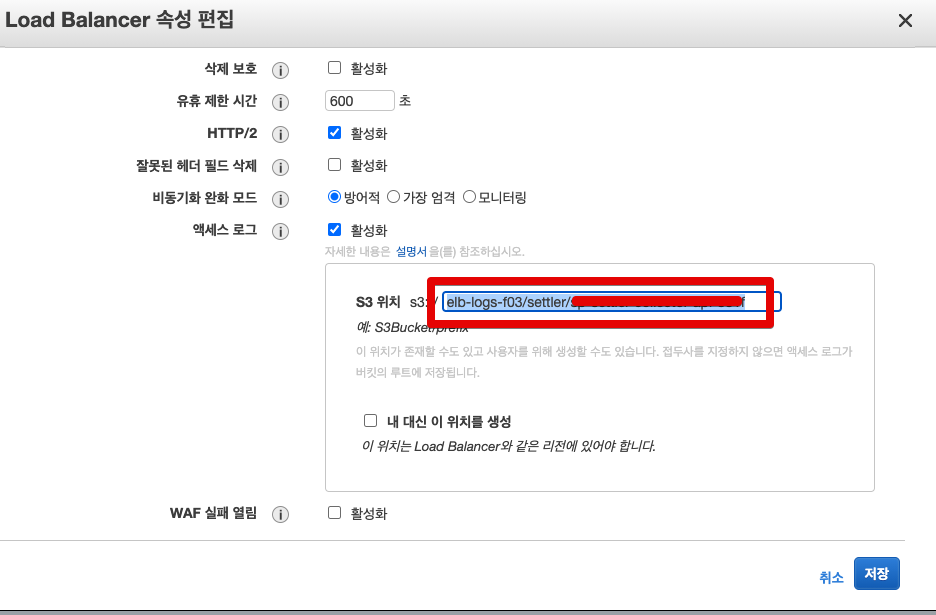 Load Balancer 속성 편집
삭제 보호 활성화
유휴 제한 시간 600 초
HTTP/2 활성화
잘못된 헤더 필드 삭제 활성화
비동기화 완화 모드 방어적 가장 엄격 모니터링
액세스 로그 활성화
자세한 내용은 설명서 을(를) 참조하십시오.
S3 위치 s3:/ elb-logs-f03/settler/
예: S3Bucket/prefix
이 위치가 존재할 수도 있고 사용자를 위해 생성할 수도 있습니다. 접두사를 지정하지 않으면 액세스 로그가
버킷의 루트에 저장됩니다.
내 대신 이 위치를 생성
이 위치는 Load Balancer와 같은 리전에 있어야 합니다.
WAF 실패 열림 활성화
취소 저장